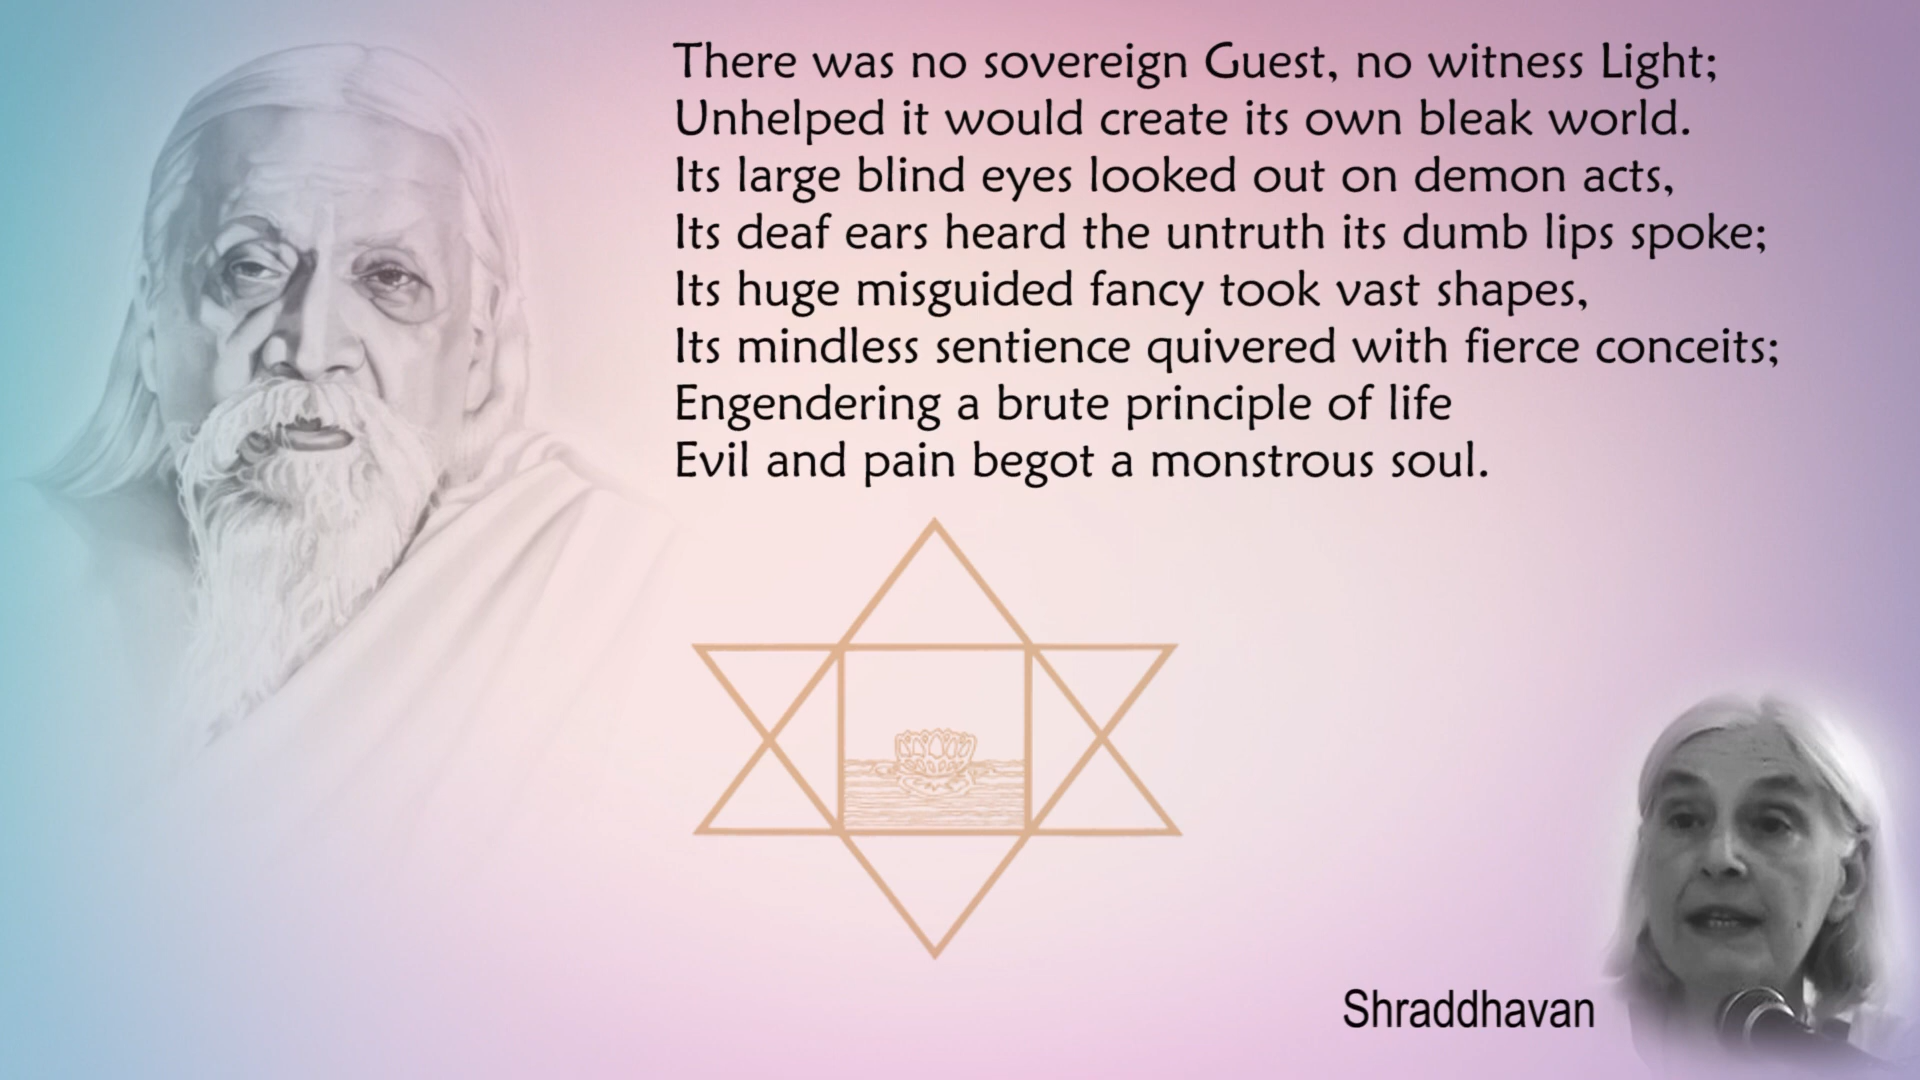 There was no sovereign Guest, no witness Light;
Unhelped it would create its own bleak world.
Its large blind eyes looked out on demon acts,
Its deaf ears heard the untruth its dumb lips spoke;
Its huge misguided fancy took vast shapes,
Its mindless sentience quivered with fierce conceits;
Engendering a brute principle of life
Evil and pain begot a monstrous soul.
Shraddhavan